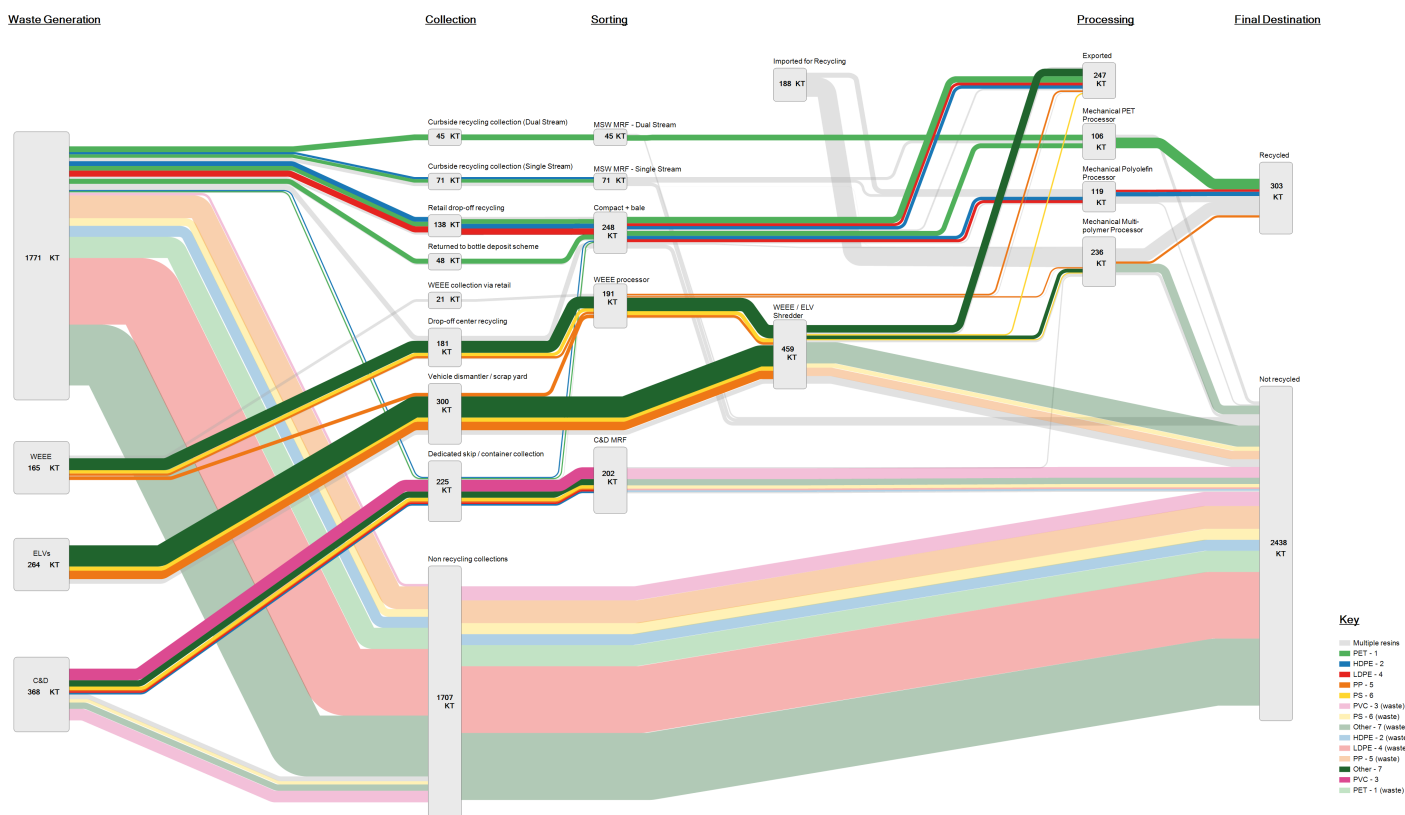 Waste Generation
Collection
Sorting
Processing
Final Destination
Exported
247
KT
Imported for Recycling
188 KT
Mechanical PET
Processor
106
KT
Curbside recycling collection (Dual Stream)
45 KT
MSW MRF - Dual Stream
45 KT
Curbside recycling collection (Single Stream)
71 KT
MSW MRF - Single Stream
71 KT
Mechanical Polyolefin
Processor
119
KT
Recycled
303
KT
Retail drop-off recycling
138 KT
Compact + bale
248
KT
Mechanical Multi-
polymer Processor
236
KT
Returned to bottle deposit scheme
48 KT
1771 KT
WEEE collection via retail
21 KT
WEEE processor
191
KT
Drop-off center recycling
181
KT
WEEE / ELV
Shredder
459
KT
Vehicle dismantler / scrap yard
300
KT
Not recycled
2438
KT
WEEE
165 KT
Dedicated skip / container collection
225
KT
C&D MRF
202
KT
ELVs
264 KT
Non recycling collections
1707
KT
C&D
368 KT
Key
Multiple resins
PET - 1
HDPE - 2
LDPE - 4
PP - 5
PS - 6
PVC - 3 (waste)
PS - 6 (waste)
Other - 7 (waste
HDPE - 2 (waste
LDPE - 4 (waste
PP - 5 (waste)
Other - 7
PVC - 3
PET - 1 (waste)